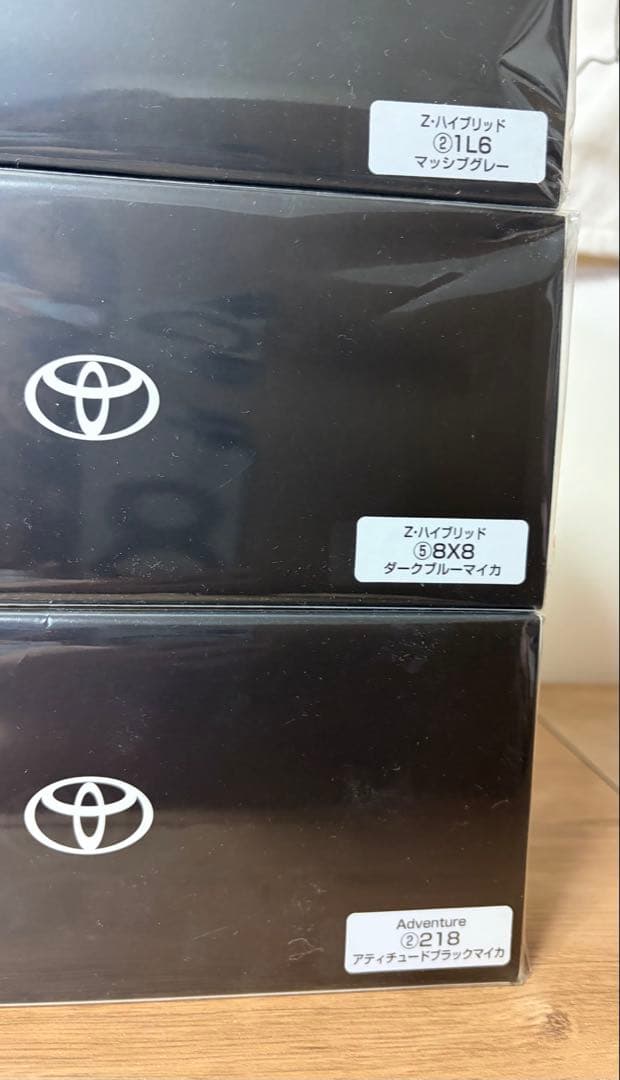 Z・ハイブリッド
②1L6
マッシブグレー
Z・ハイブリッド
⑤8X8
ダークブルーマイカ
Adventure
②218
アティチュードブラックマイカ